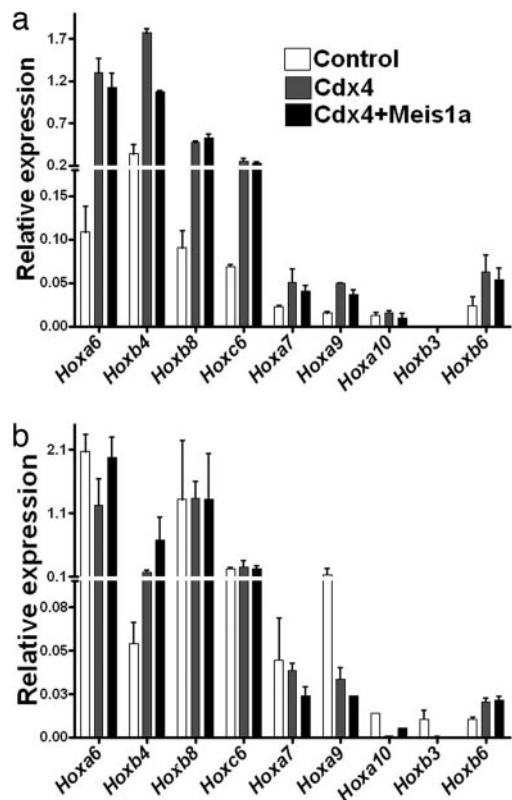 a
Relative expression
1.7
1.2
0.7
0.2
0.15
0.10
0.05
0.00
Control
Cdx4
Cdx4+Meis1a
Hoxa6 Hoxb4 Hoxb8 Hoxc6 Hoxa7 Hoxa9 Hoxa10 Hoxb3 Hoxb6
b
Relative expression
2.1
1.1
0.1
0.08
0.05
0.03
0.00
Hoxa6 Hoxb4 Hoxb8 Hoxc6 Hoxa7 Hoxa9 Hoxa10 Hoxb3 Hoxb6